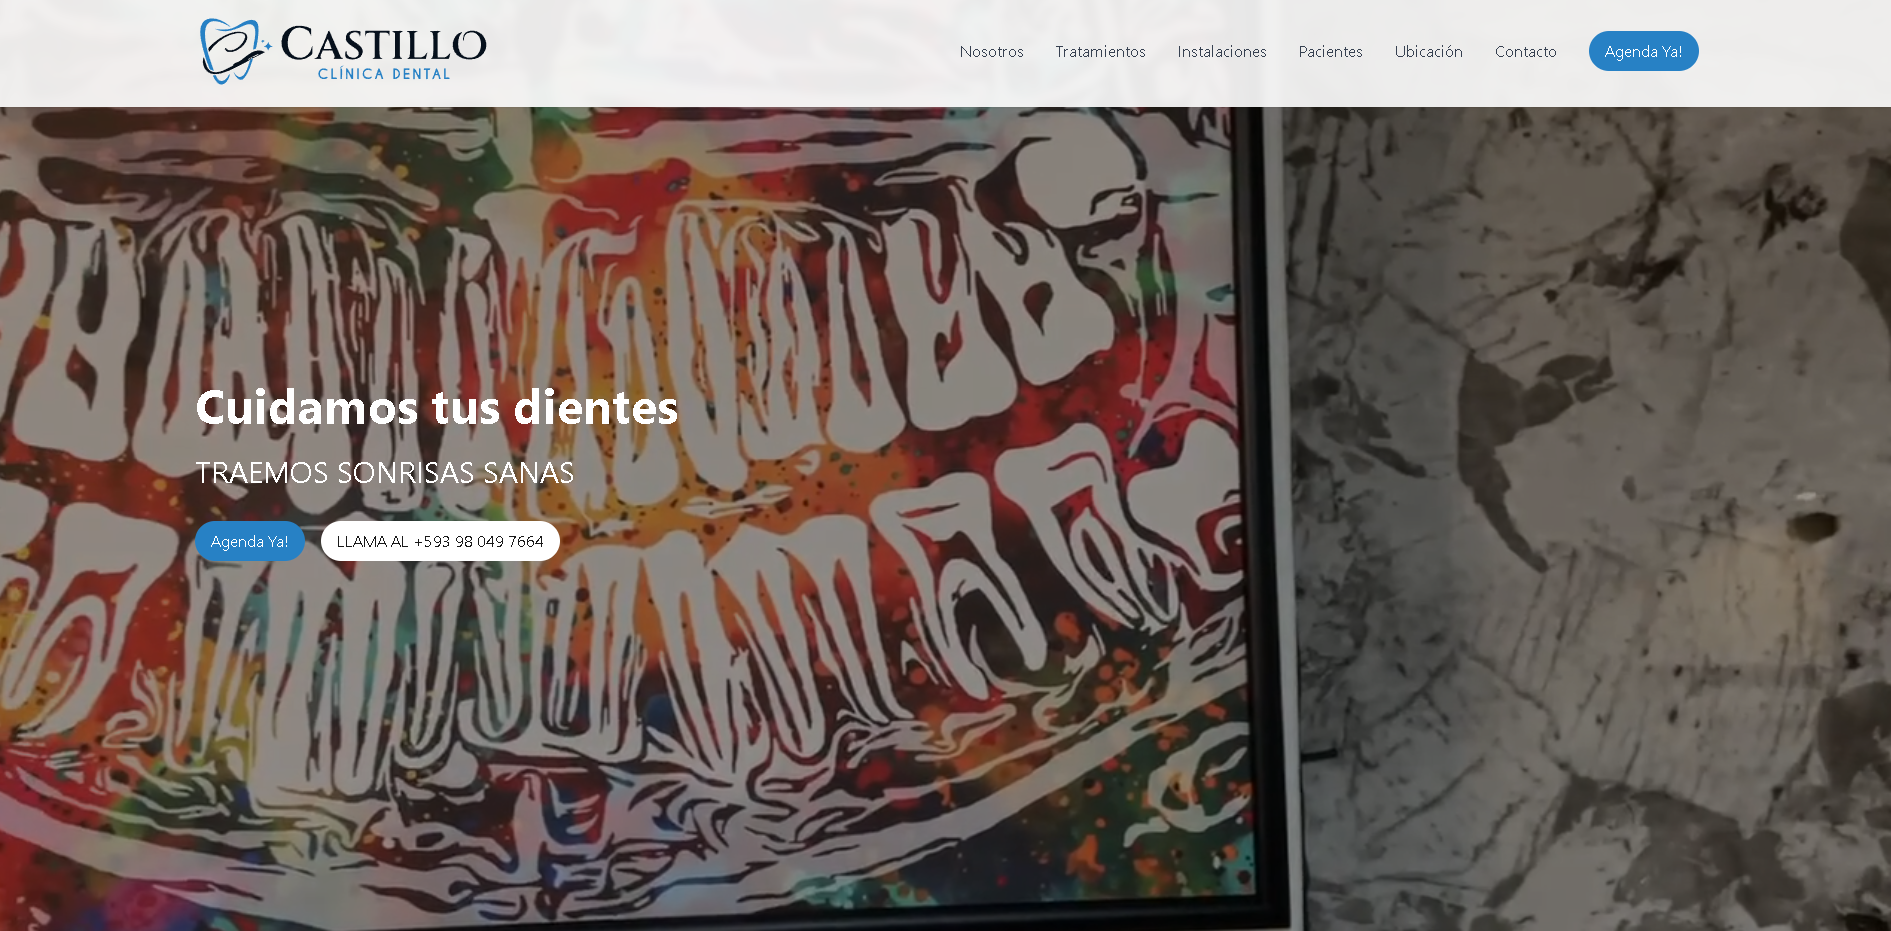 CASTILLO
CLÍNICA DENTAL
Nosotros
Tratamientos
Instalaciones
Pacientes
Ubicación
Contacto
Agenda Ya!
Cuidamos tus dientes
TRAEMOS SONRISAS SANAS
Agenda Ya!
LLAMA AL +593 98 049 7664